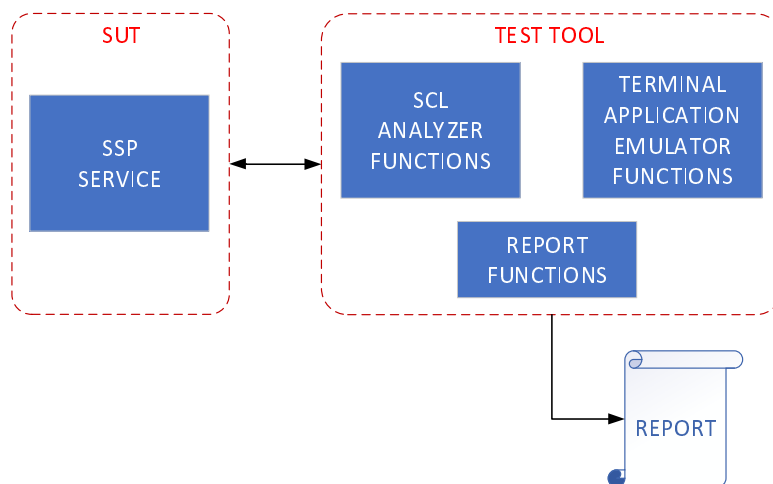 SUT
SSP
SERVICE
TEST TOOL
SCL
ANALYZER
FUNCTIONS
TERMINAL
APPLICATION
EMULATOR
FUNCTIONS
REPORT
FUNCTIONS
REPORT